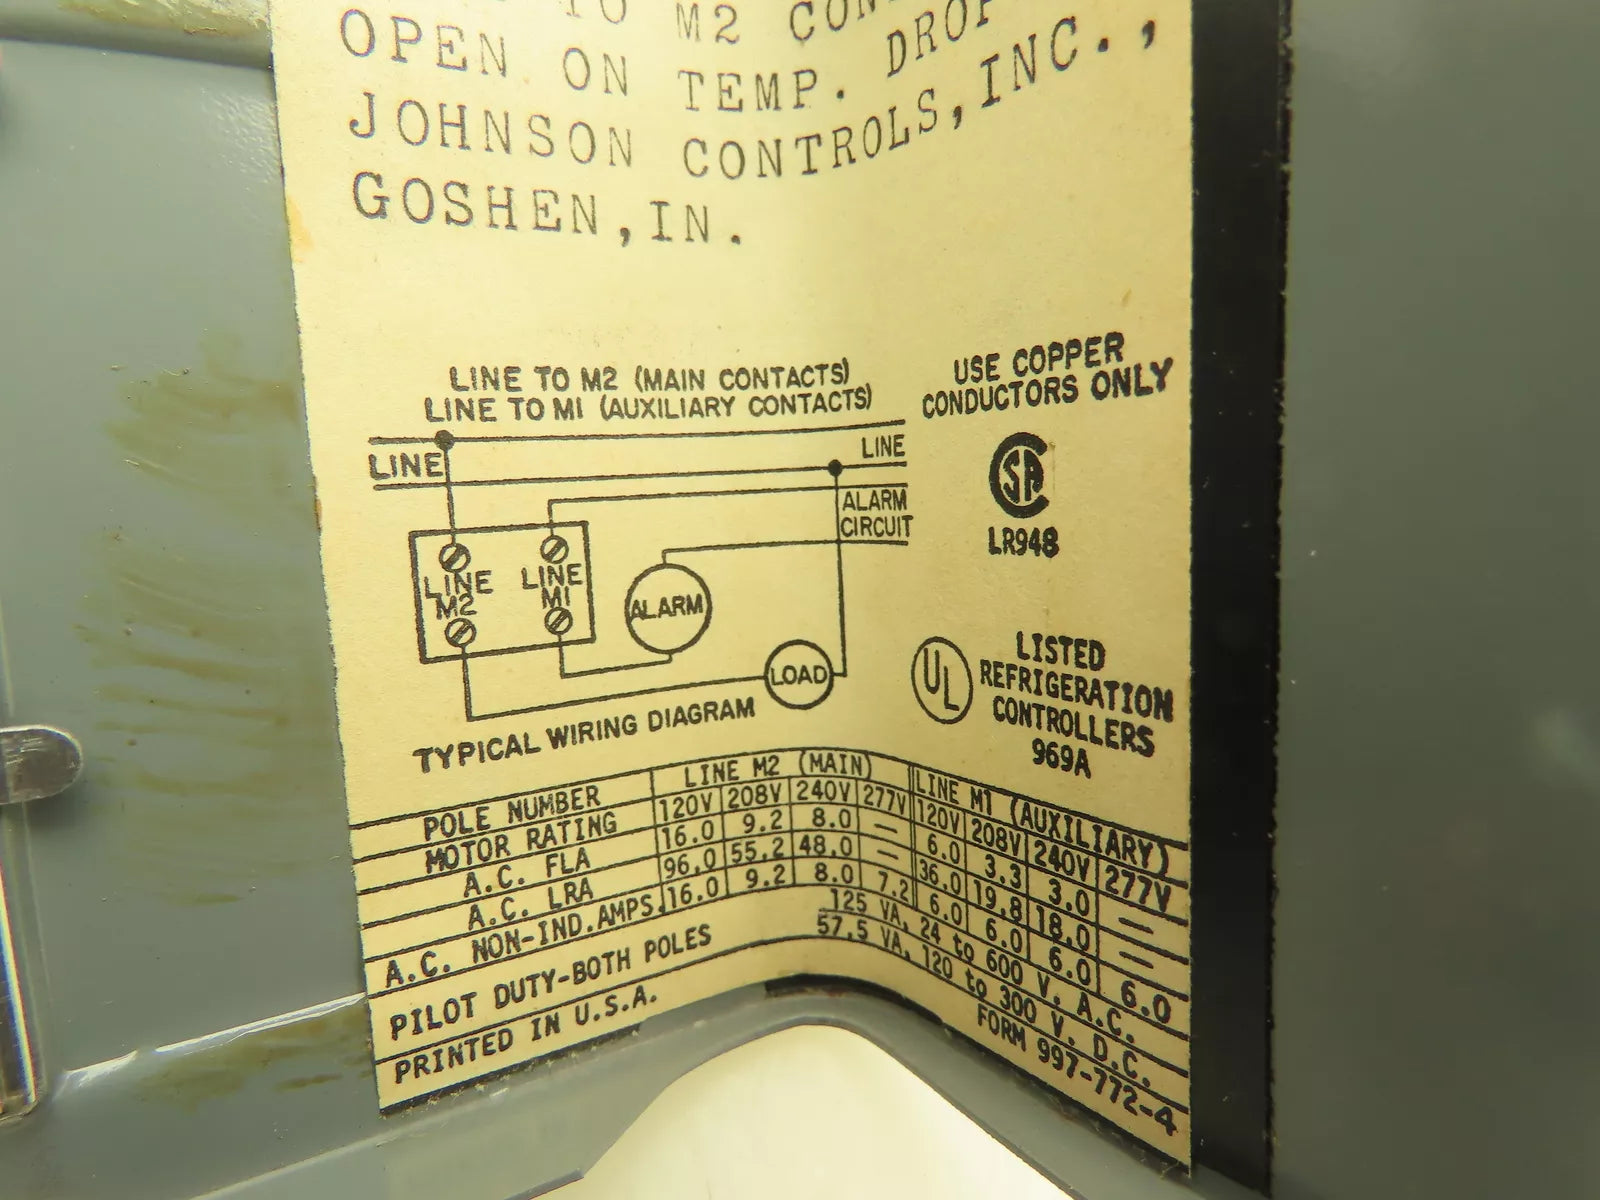 TO M2
OPEN ON TEMP. DROP
JOHNSON CONTROLS, INC.,
GOSHEN, IN.
LINE TO M2 (MAIN CONTACTS)
LINE TO M1 (AUXILIARY CONTACTS)
USE COPPER
CONDUCTORS ONLY
LINE
LINE
ALARM
CIRCUIT
SA
LR948
LINE
M2
LINE
M1
ALARM
LOAD
TYPICAL WIRING DIAGRAM
UL
LISTED
REFRIGERATION
CONTROLLERS
969A
POLE NUMBER LINE M2 (MAIN) LINE M1 (AUXILIARY)
MOTOR RATING 120V 208V 240V 277V 120V 208V 240V 277V
A.C. FLA 16.0 9.2 8.0 — 6.0 3.3 3.0 —
A.C. LRA 96.0 55.2 48.0 — 36.0 19.8 18.0 —
A.C. NON-IND. AMPS. 16.0 9.2 8.0 7.2 6.0 6.0 6.0 6.0
PILOT DUTY-BOTH POLES 125 VA, 24 to 600 V. A.C.
57.5 VA, 120 to 300 V. D.C.
PRINTED IN U.S.A. FORM 997-772-4